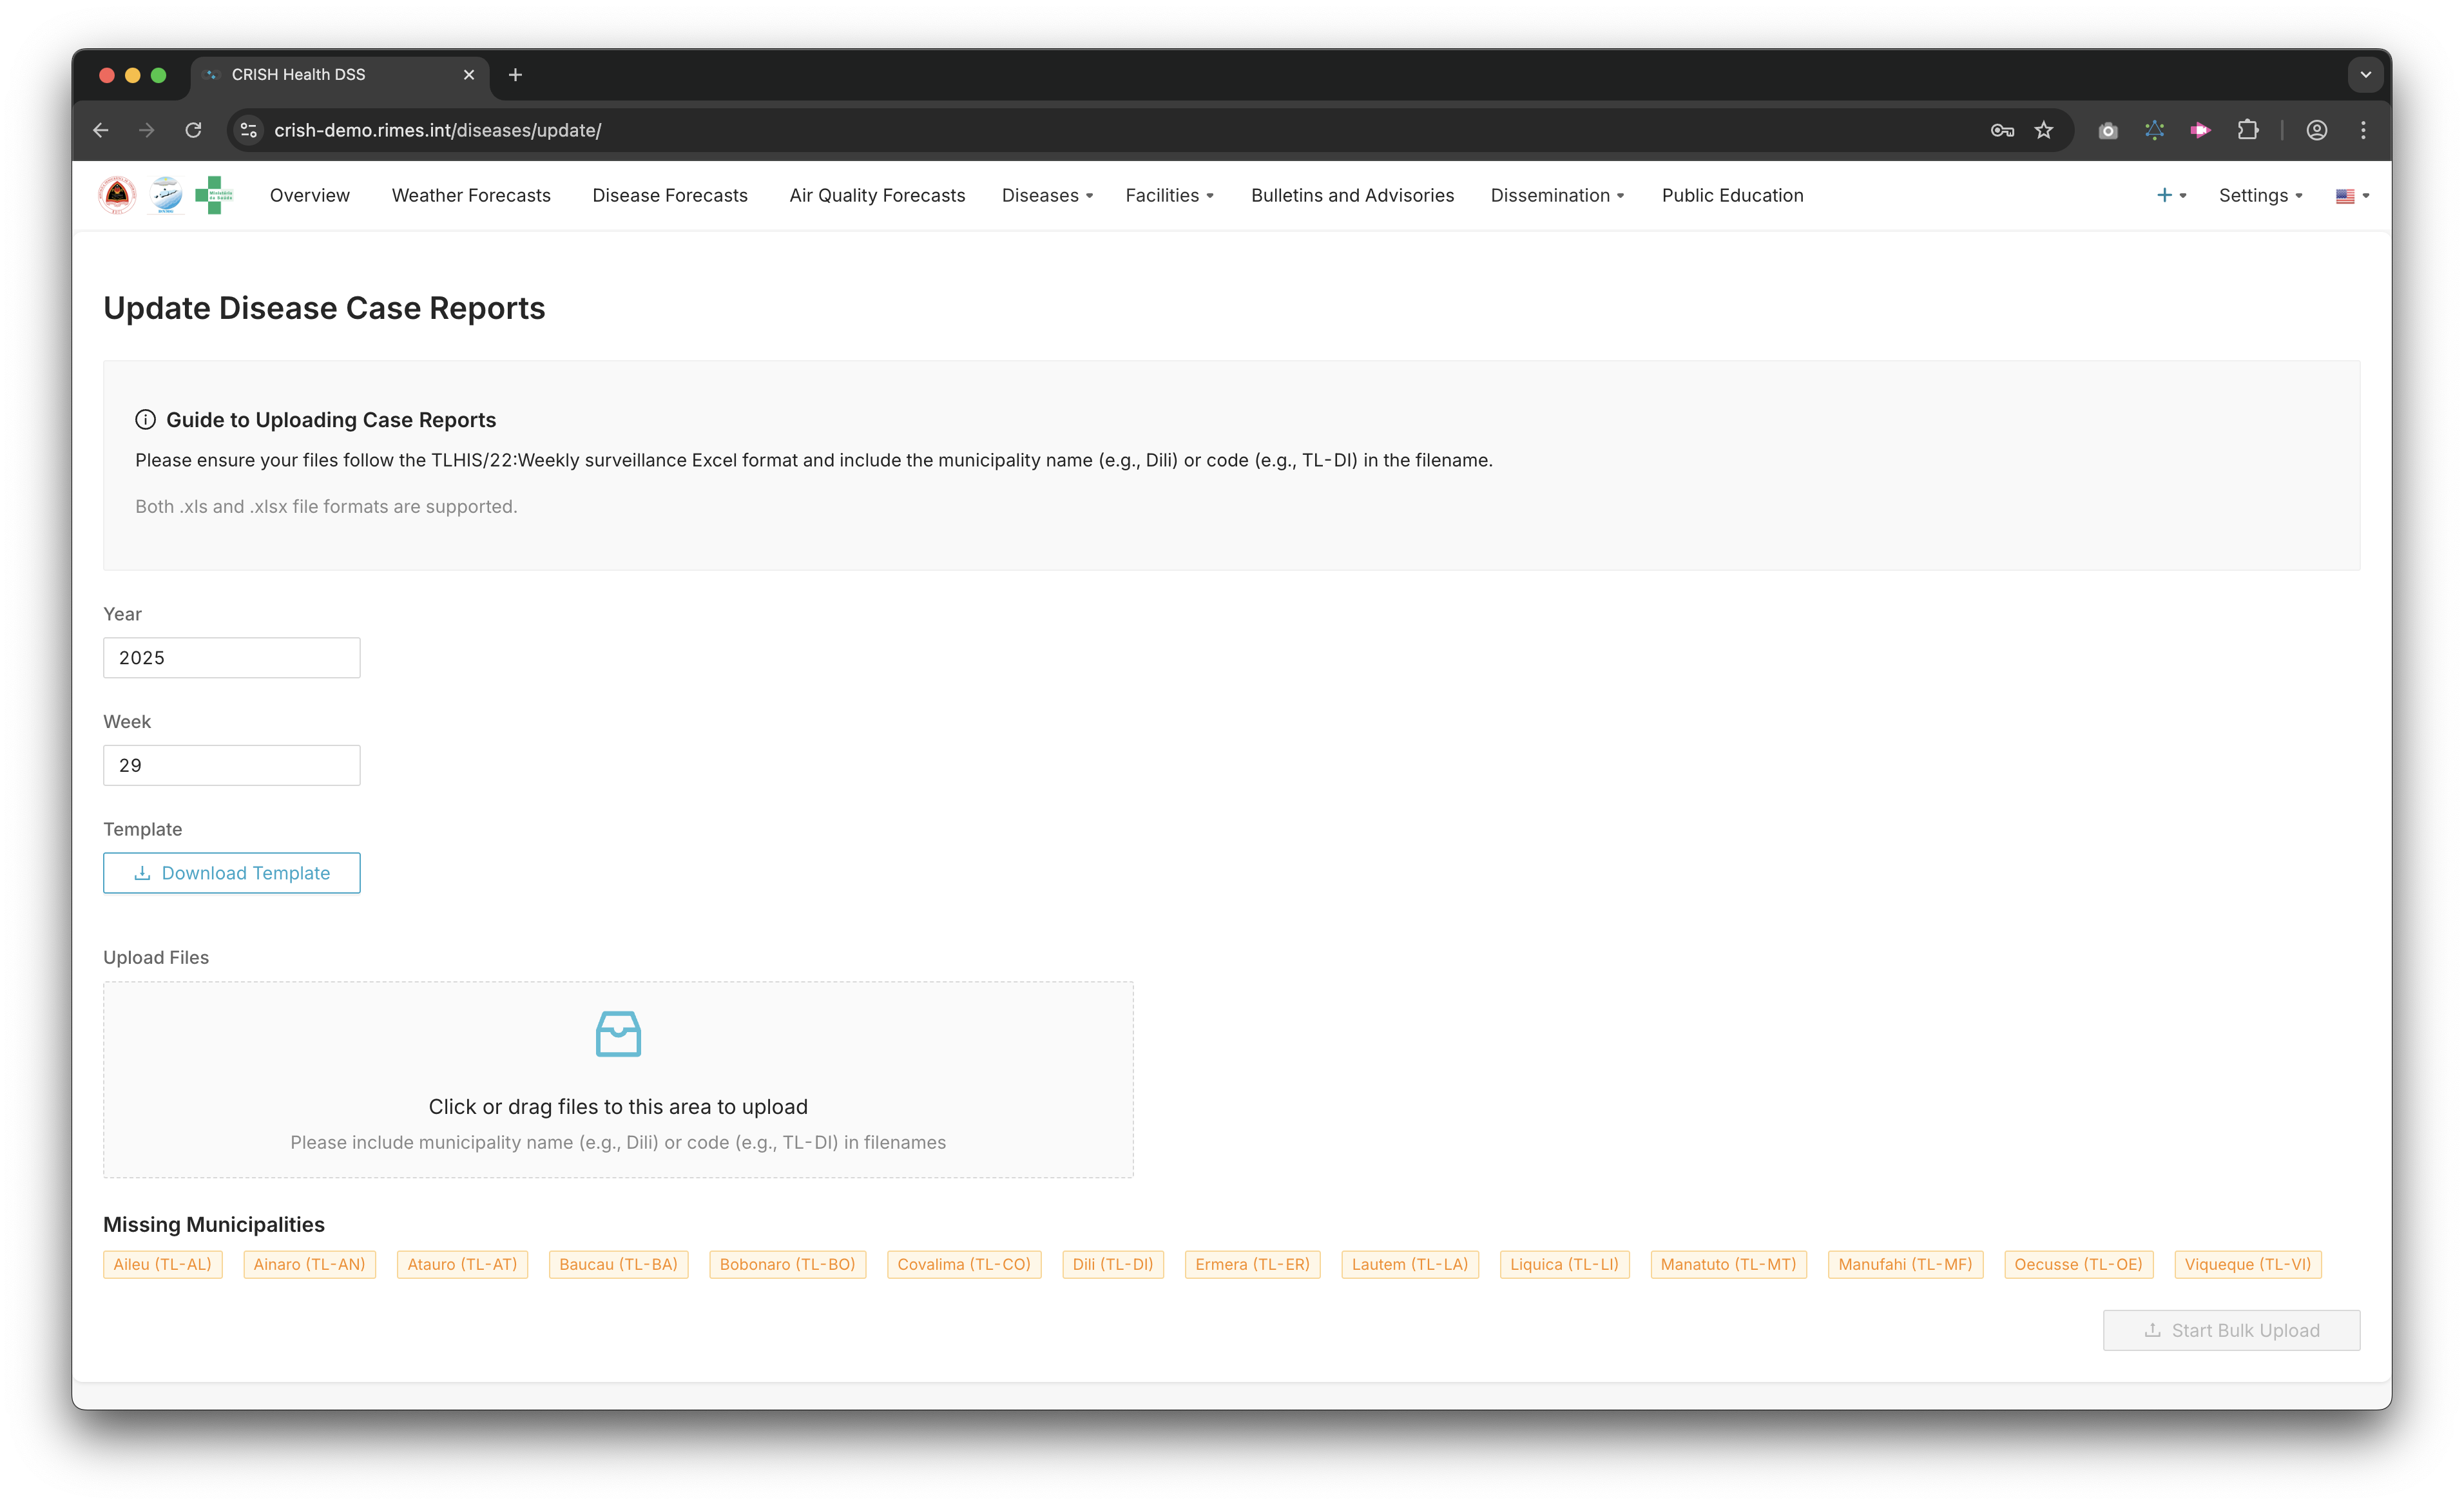 CRISH Health DSS
crish-demo.rimes.int/diseases/update/
Overview Weather Forecasts Disease Forecasts Air Quality Forecasts Diseases Facilities Bulletins and Advisories Dissemination Public Education Settings
Update Disease Case Reports
Guide to Uploading Case Reports
Please ensure your files follow the TLHIS/22:Weekly surveillance Excel format and include the municipality name (e.g., Dili) or code (e.g., TL-DI) in the filename.
Both .xls and .xlsx file formats are supported.
Year
2025
Week
29
Template
Download Template
Upload Files
Click or drag files to this area to upload
Please include municipality name (e.g., Dili) or code (e.g., TL-DI) in filenames
Missing Municipalities
Aileu (TL-AL) Ainaro (TL-AN) Atauro (TL-AT) Baucau (TL-BA) Bobonaro (TL-BO) Covalima (TL-CO) Dili (TL-DI) Ermera (TL-ER) Lautem (TL-LA) Liquica (TL-LI) Manatuto (TL-MT) Manufahi (TL-MF) Oecusse (TL-OE) Viqueque (TL-VI)
Start Bulk Upload